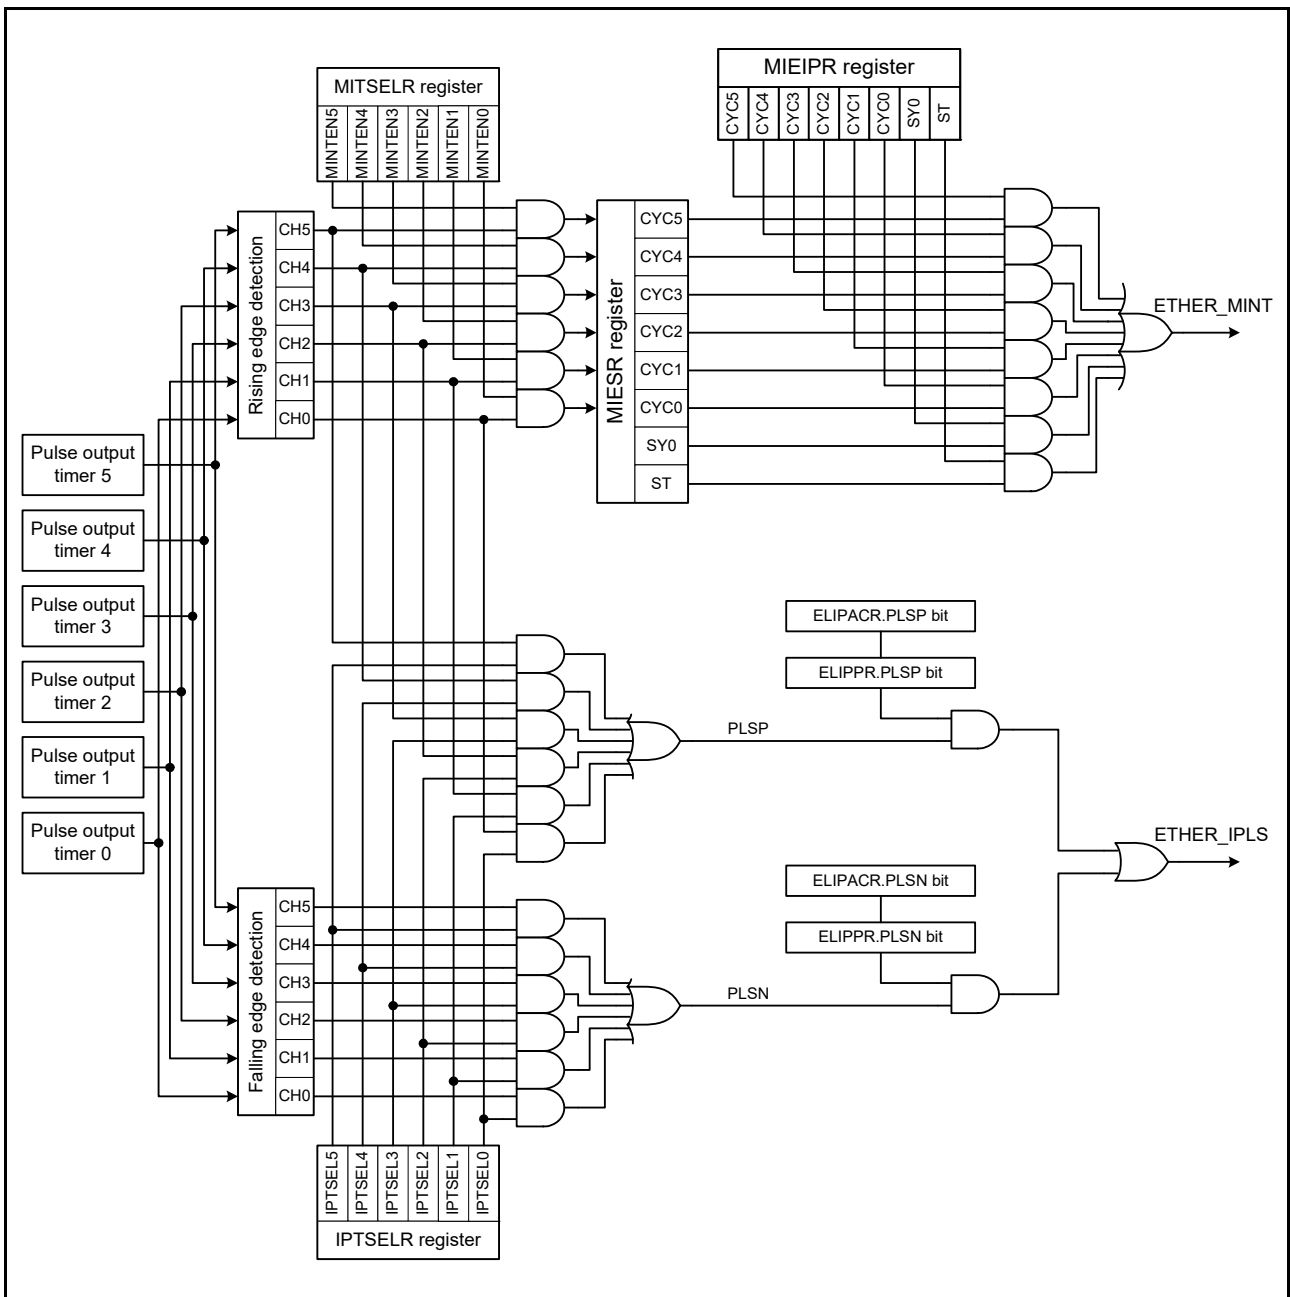 MIEIPR register
CYC5
CYC4
CYC3
CYC2
CYC1
CYC0
SY0
ST
MITSELR register
MINTEN5
MINTEN4
MINTEN3
MINTEN2
MINTEN1
MINTEN0
Rising edge detection
CH5
CH4
CH3
CH2
CH1
CH0
MIESR register
CYC5
CYC4
CYC3
CYC2
CYC1
CYC0
SY0
ST
ETHER_MINT
Pulse output
timer 5
Pulse output
timer 4
Pulse output
timer 3
Pulse output
timer 2
Pulse output
timer 1
Pulse output
timer 0
ELIPACR.PLSP bit
ELIPPR.PLSP bit
PLSP
ETHER_IPLS
ELIPACR.PLSN bit
ELIPPR.PLSN bit
PLSN
Falling edge detection
CH5
CH4
CH3
CH2
CH1
CH0
IPTSEL5
IPTSEL4
IPTSEL3
IPTSEL2
IPTSEL1
IPTSEL0
IPTSELR register